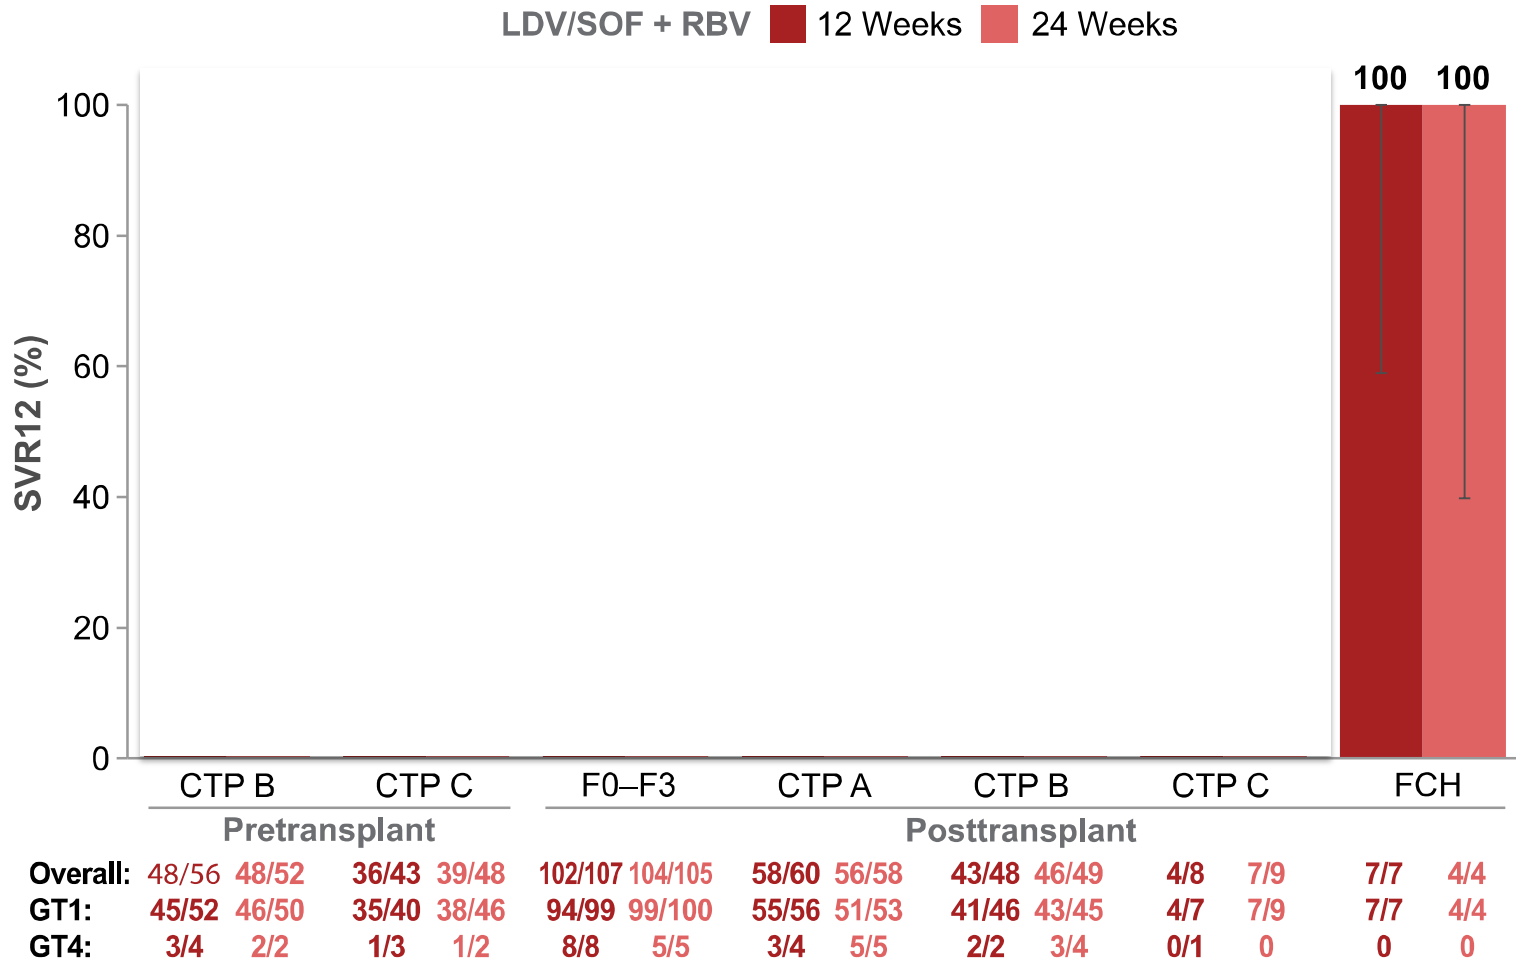 LDV/SOF + RBV 12 Weeks 24 Weeks
100 100
100
80
60
40
20
0
SVR12 (%)
CTP B CTP C F0–F3 CTP A CTP B CTP C FCH
Pretransplant Posttransplant
Overall: 48/56 48/52 36/43 39/48 102/107 104/105 58/60 56/58 43/48 46/49 4/8 7/9 7/7 4/4
GT1: 45/52 46/50 35/40 38/46 94/99 99/100 55/56 51/53 41/46 43/45 4/7 7/9 7/7 4/4
GT4: 3/4 2/2 1/3 1/2 8/8 5/5 3/4 5/5 2/2 3/4 0/1 0 0 0